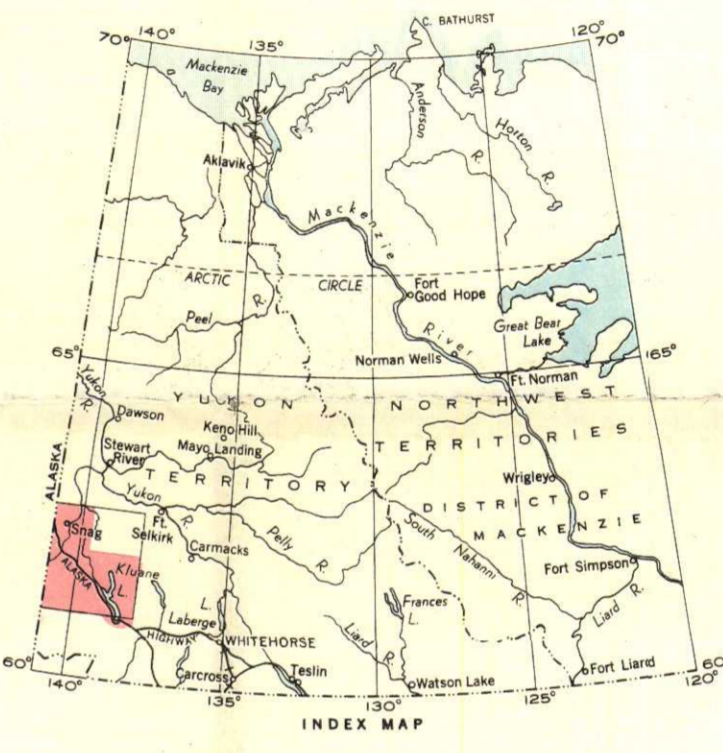 C. BATHURST
70° 140° 135° 120° 70°
Mackenzie
Bay
Anderson
R.
Horton
R.
Aklavik
Mackenzie
River
ARCTIC CIRCLE
Fort
Good Hope
Peel R.
Great Bear
Lake
Norman Wells
65° 165°
Ft. Norman
Yukon
R.
YUKON
TERRITORY
NORTHWEST
TERRITORIES
Dawson
Keno Hill
Mayo Landing
Stewart
River
ALASKA
Wrigley
DISTRICT OF
MACKENZIE
Yukon
R.
Snag
Ft.
Selkirk
Pelly
R.
South Nahanni
R.
Carmacks
Fort Simpson
Kluane
L.
ALASKA
HIGHWAY
L.
Laberge
Frances
L.
Liard R.
Liard
R.
WHITEHORSE
Carcross
Teslin
Watson Lake
Fort Liard
60° 140° 135° 130° 125° 120° 60°
INDEX MAP